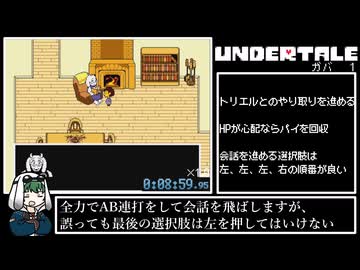 UNDERTALE
ガバ 1
トリエルとのやり取りを進める
HPが心配ならパイを回収
会話を進める選択肢は
左、左、左、右の順番が良い
×1
0:08:59.95
全力でAB連打をして会話を飛ばしますが、
誤っても最後の選択肢は左を押してはいけない